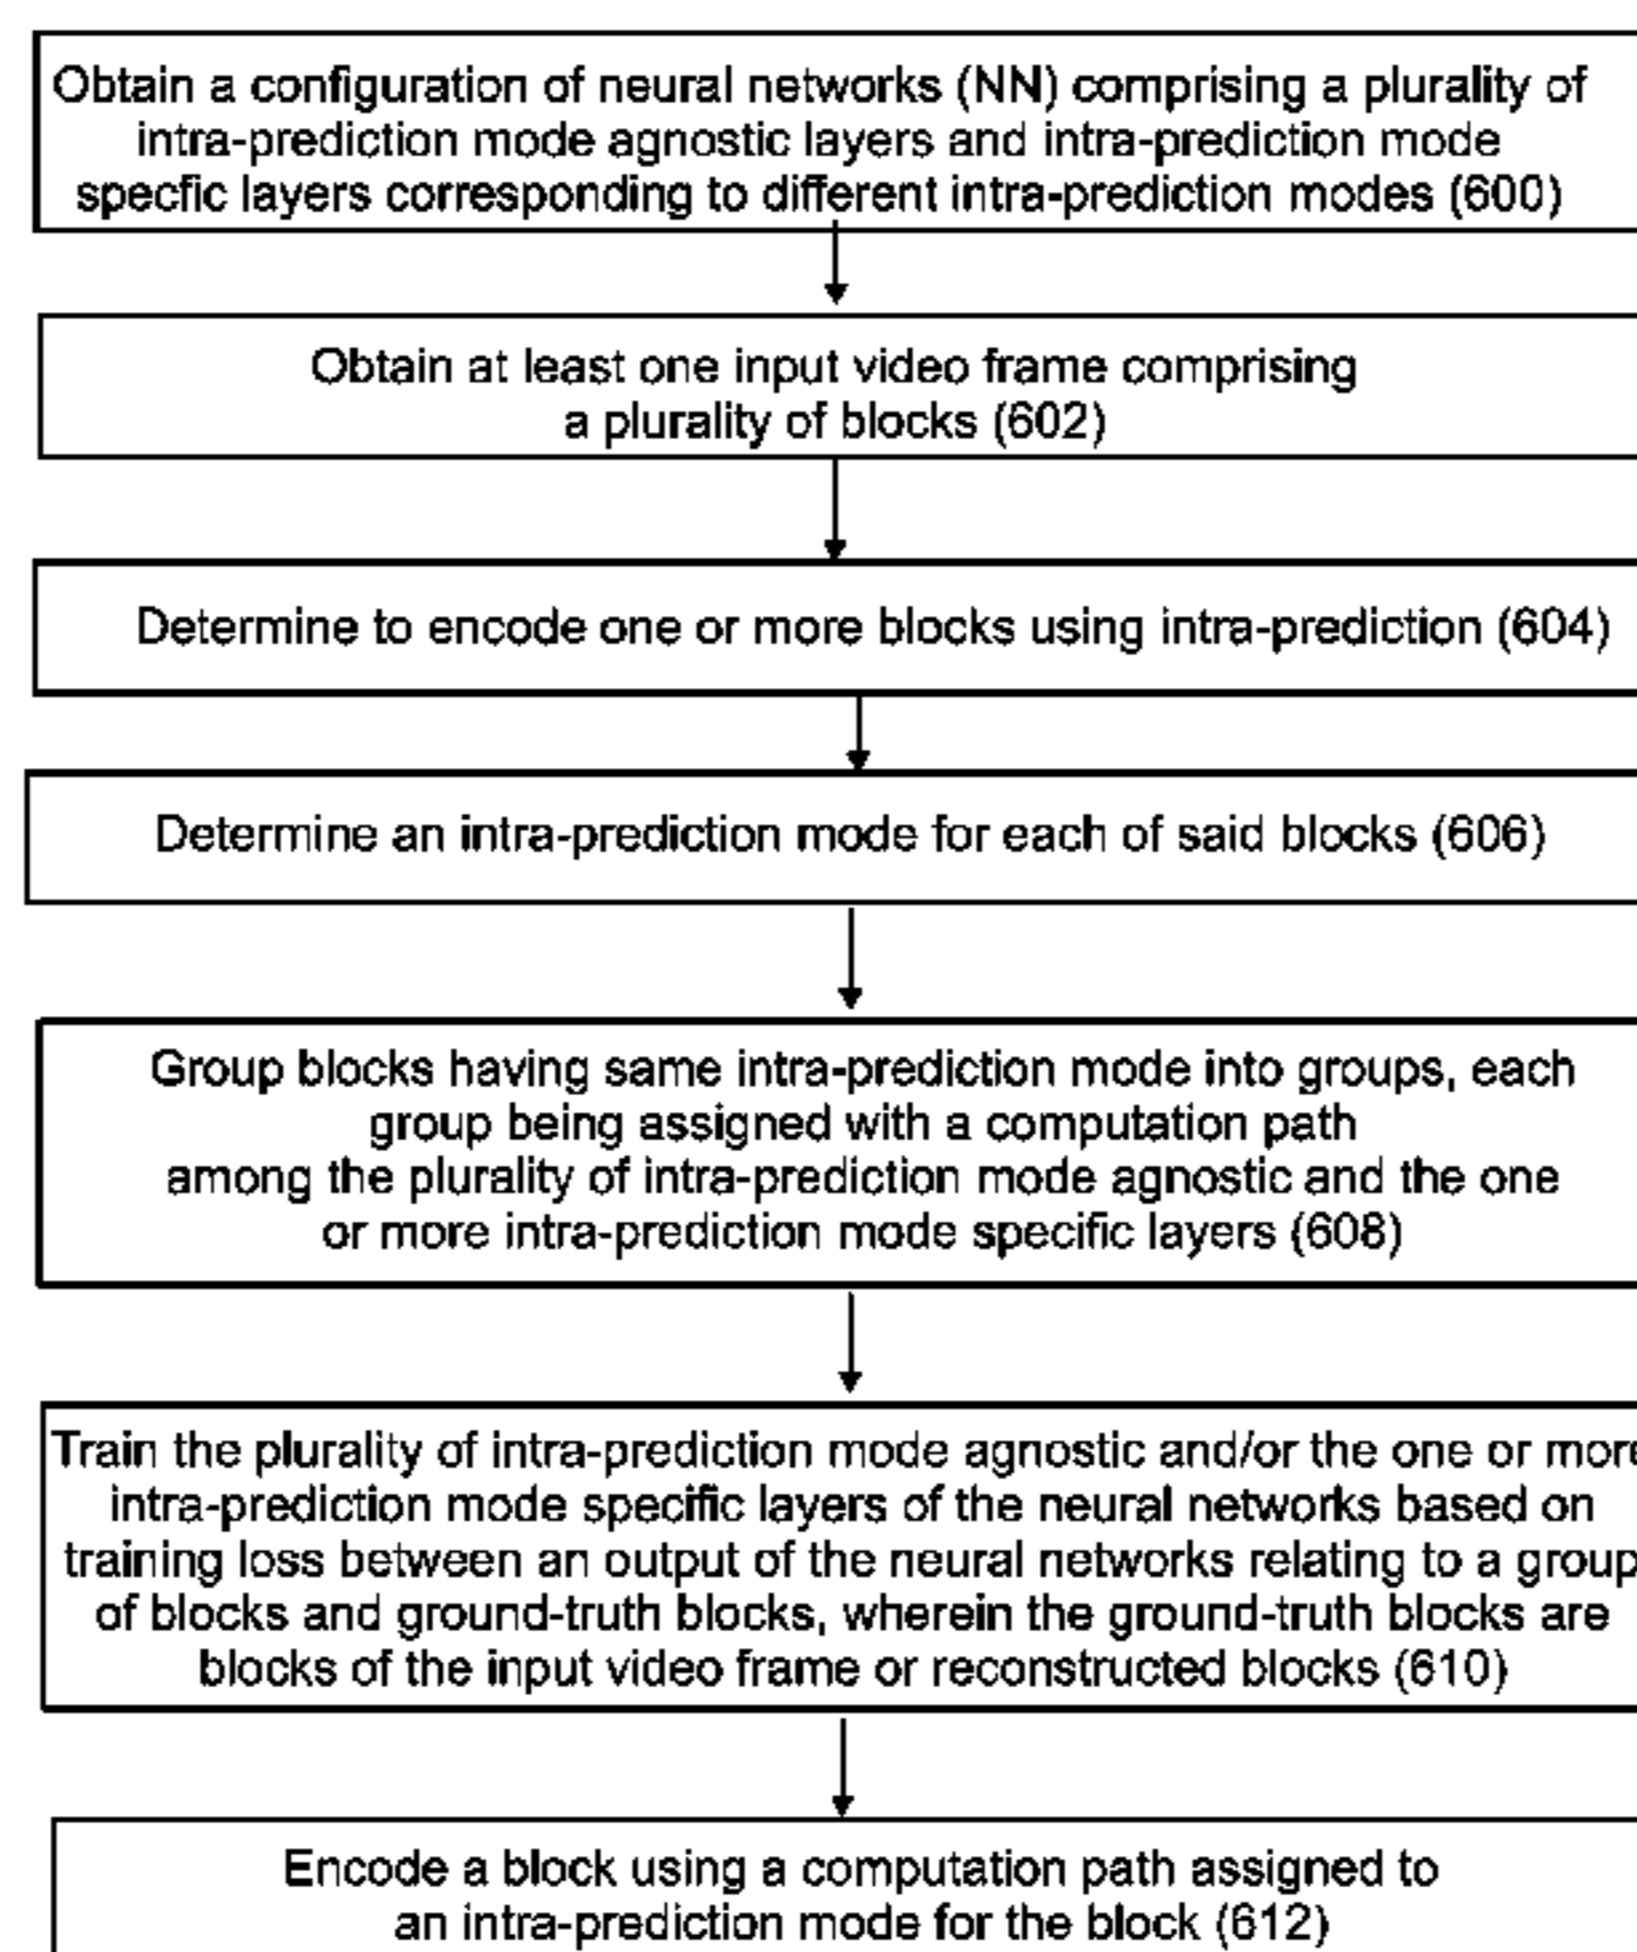 Obtain a configuration of neural networks (NN) comprising a plurality of
intra-prediction mode agnostic layers and intra-prediction mode
specfic layers corresponding to different intra-prediction modes (600)
Obtain at least one input video frame comprising
a plurality of blocks (602)
Determine to encode one or more blocks using intra-prediction (604)
Determine an intra-prediction mode for each of said blocks (606)
Group blocks having same intra-prediction mode into groups, each
group being assigned with a computation path
among the plurality of intra-prediction mode agnostic and the one
or more intra-prediction mode specific layers (608)
Train the plurality of intra-prediction mode agnostic and/or the one or more
intra-prediction mode specific layers of the neural networks based on
training loss between an output of the neural networks relating to a group
of blocks and ground-truth blocks, wherein the ground-truth blocks are
blocks of the input video frame or reconstructed blocks (610)
Encode a block using a computation path assigned to
an intra-prediction mode for the block (612)